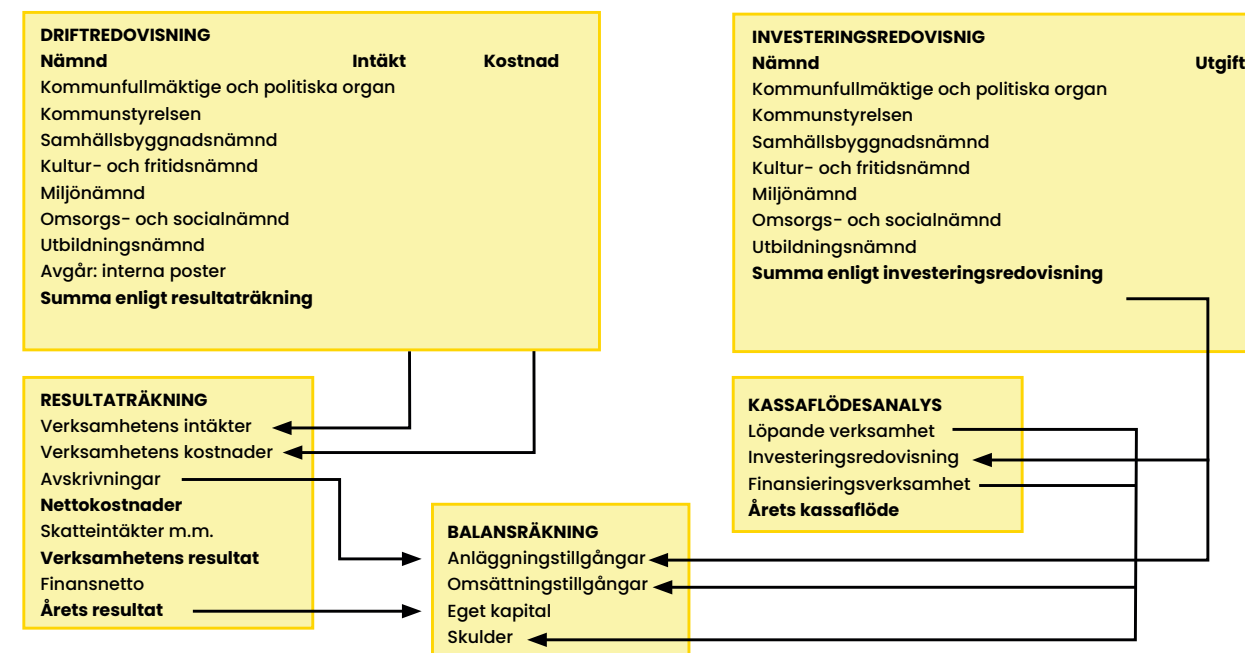 DRIFTREDOVISNING
Nämnd Intäkt Kostnad
Kommunfullmäktige och politiska organ
Kommunstyrelsen
Samhällsbyggnadsnämnd
Kultur- och fritidsnämnd
Miljönämnd
Omsorgs- och socialnämnd
Utbildningsnämnd
Avgår: interna poster
Summa enligt resultaträkning
INVESTERINGSREDOVISNIG
Nämnd Utgift
Kommunfullmäktige och politiska organ
Kommunstyrelsen
Samhällsbyggnadsnämnd
Kultur- och fritidsnämnd
Miljönämnd
Omsorgs- och socialnämnd
Utbildningsnämnd
Summa enligt investeringsredovisning
RESULTATRÄKNING
Verksamhetens intäkter
Verksamhetens kostnader
Avskrivningar
Nettokostnader
Skatteintäkter m.m.
Verksamhetens resultat
Finansnetto
Årets resultat
BALANSRÄKNING
Anläggningstillgångar
Omsättningstillgångar
Eget kapital
Skulder
KASSAFLÖDESANALYS
Löpande verksamhet
Investeringsredovisning
Finansieringsverksamhet
Årets kassaflöde